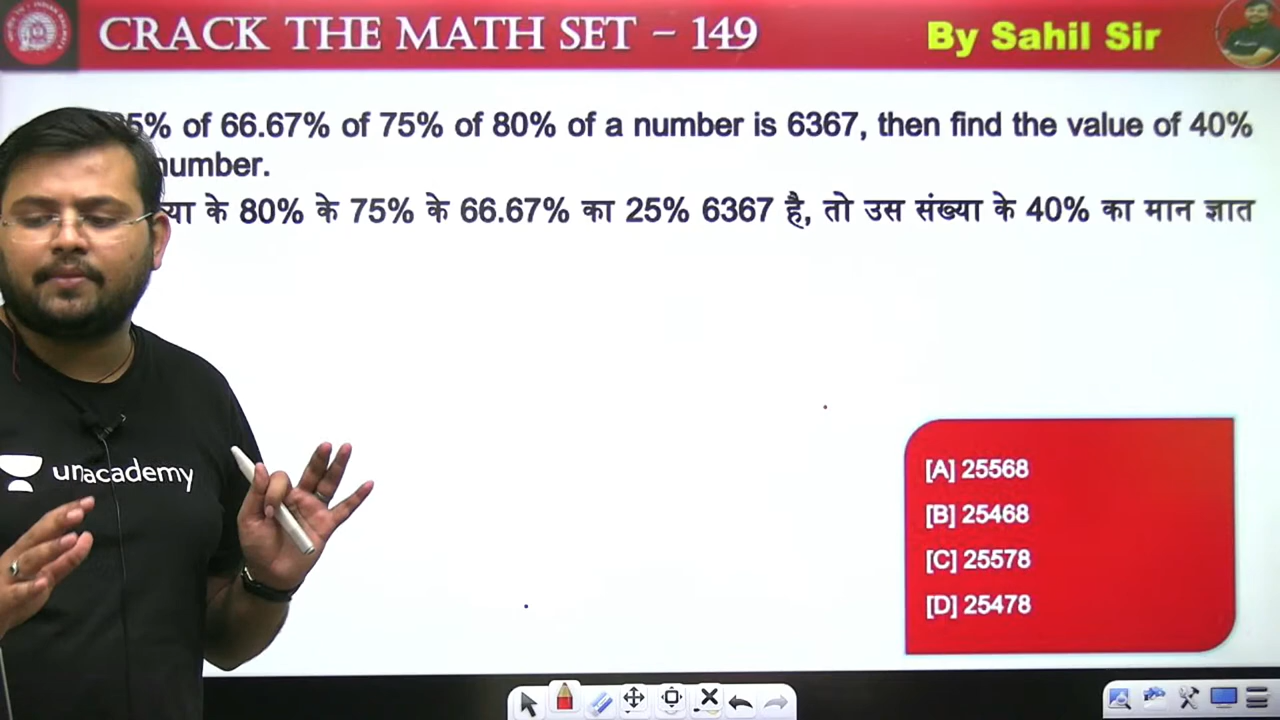 CRACK THE MATH SET – 149
By Sahil Sir
25% of 66.67% of 75% of 80% of a number is 6367, then find the value of 40%
number.
के 80% के 75% के 66.67% का 25% 6367 है, तो उस संख्या के 40% का मान ज्ञात
unacademy
[A] 25568
[B] 25468
[C] 25578
[D] 25478